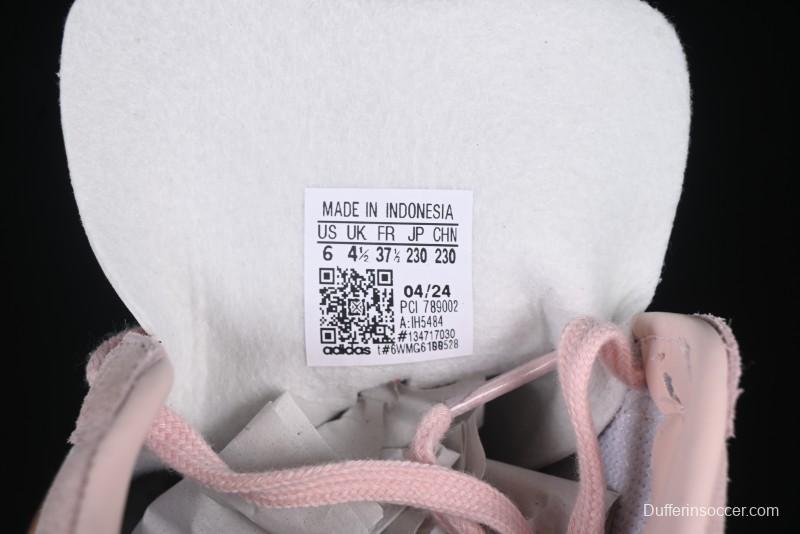 MADE IN INDONESIA
US UK FR JP CHN
6 4½ 37½ 230 230
04/24
PCI 789002
A:IH5484
#134717030
adidas
Dufferinsoccer.com